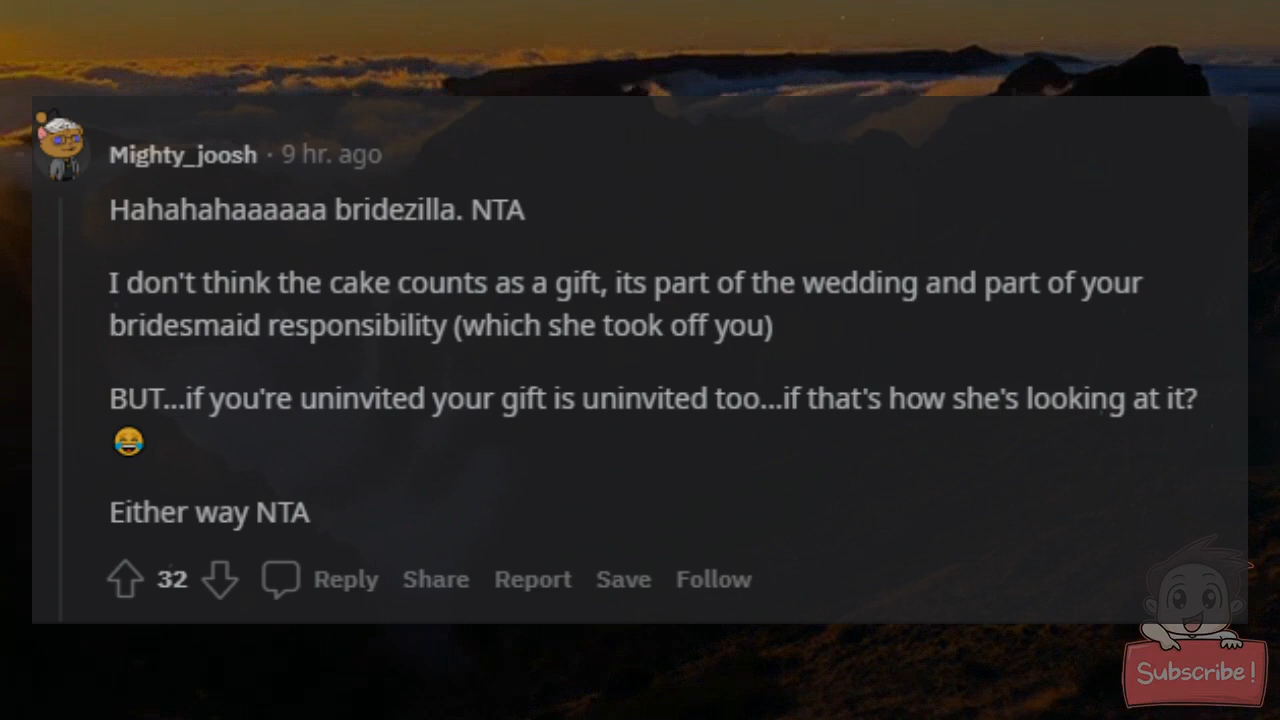 Mighty_joosh · 9 hr. ago
Hahahahaaaaaa bridezilla. NTA
I don't think the cake counts as a gift, its part of the wedding and part of your
bridesmaid responsibility (which she took off you)
BUT...if you're uninvited your gift is uninvited too...if that's how she's looking at it?
😂
Either way NTA
32 Reply Share Report Save Follow
Subscribe!